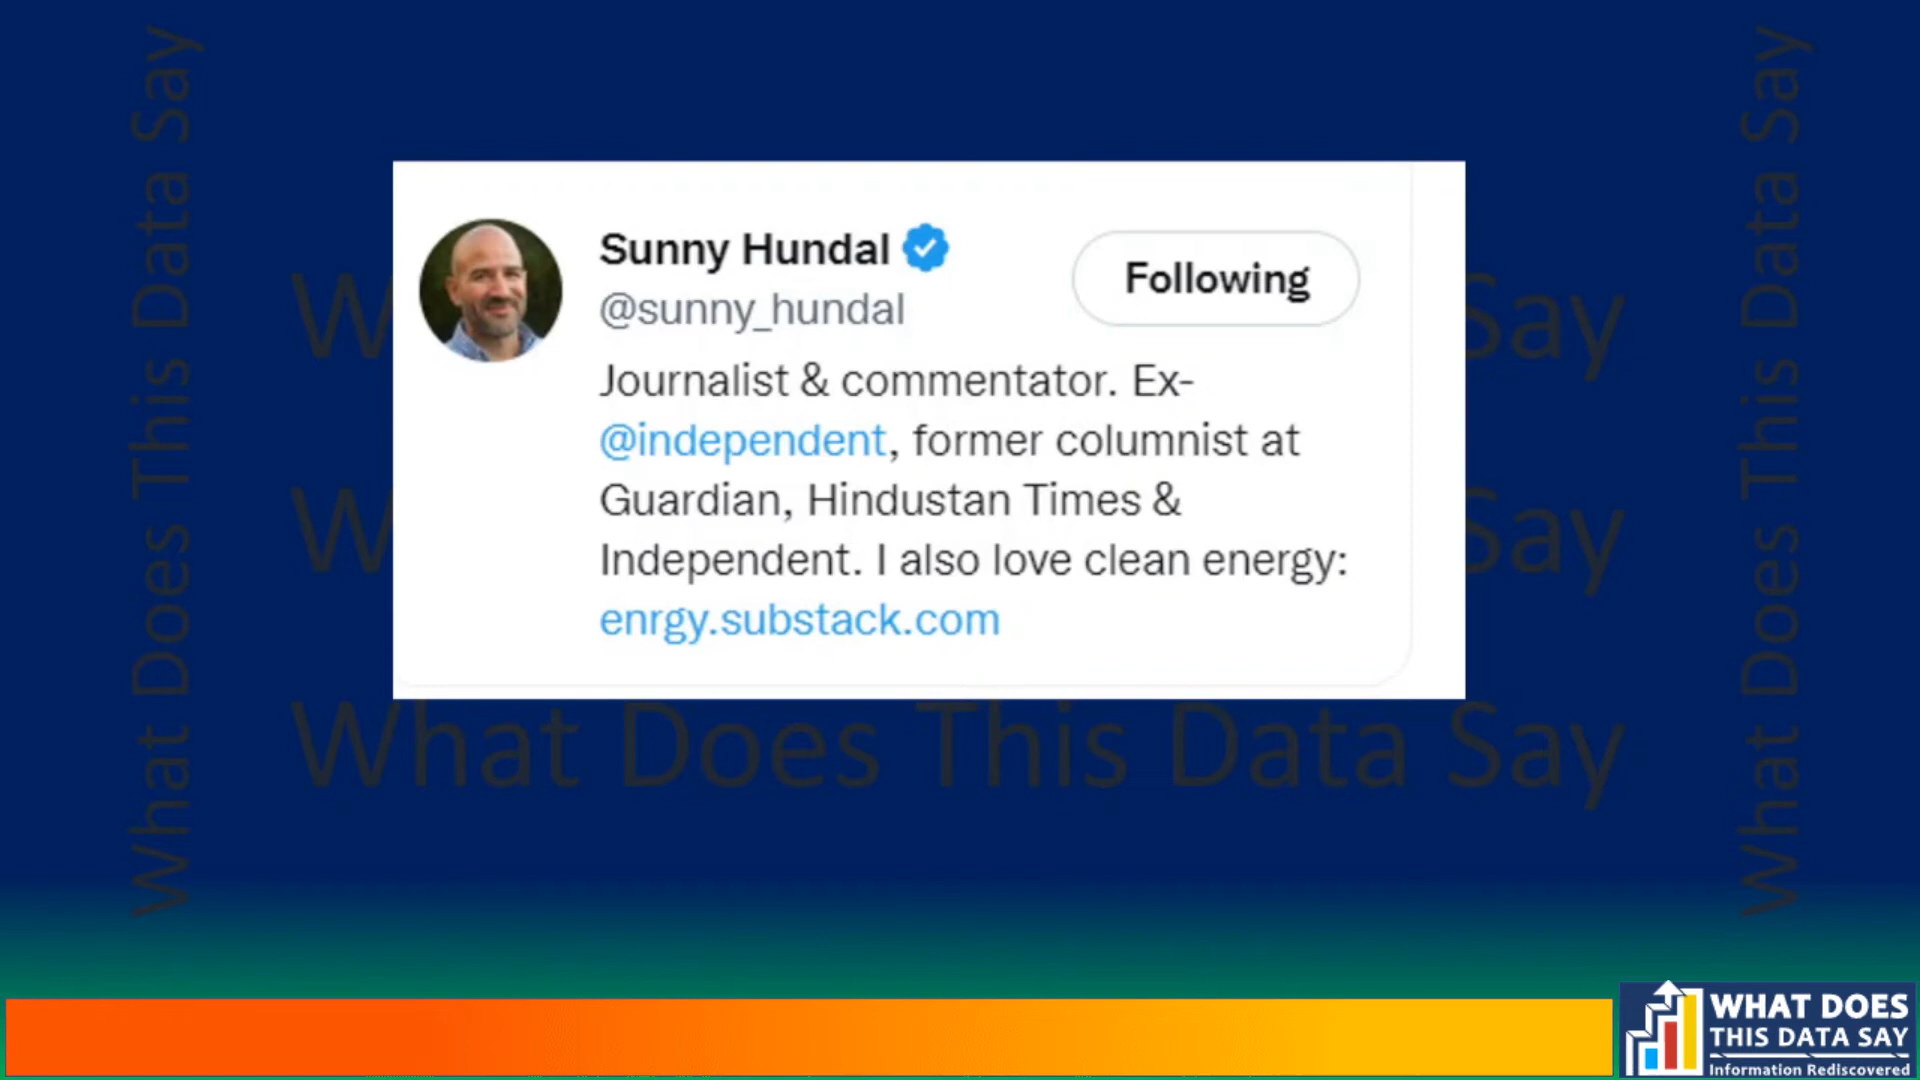 What Does This Data Say
What Does This Data Say
Sunny Hundal
@sunny_hundal
Following
Journalist & commentator. Ex-
@independent, former columnist at
Guardian, Hindustan Times &
Independent. I also love clean energy:
enrgy.substack.com
W
Say
W
Say
What Does This Data Say
WHAT DOES
THIS DATA SAY
Information Rediscovered